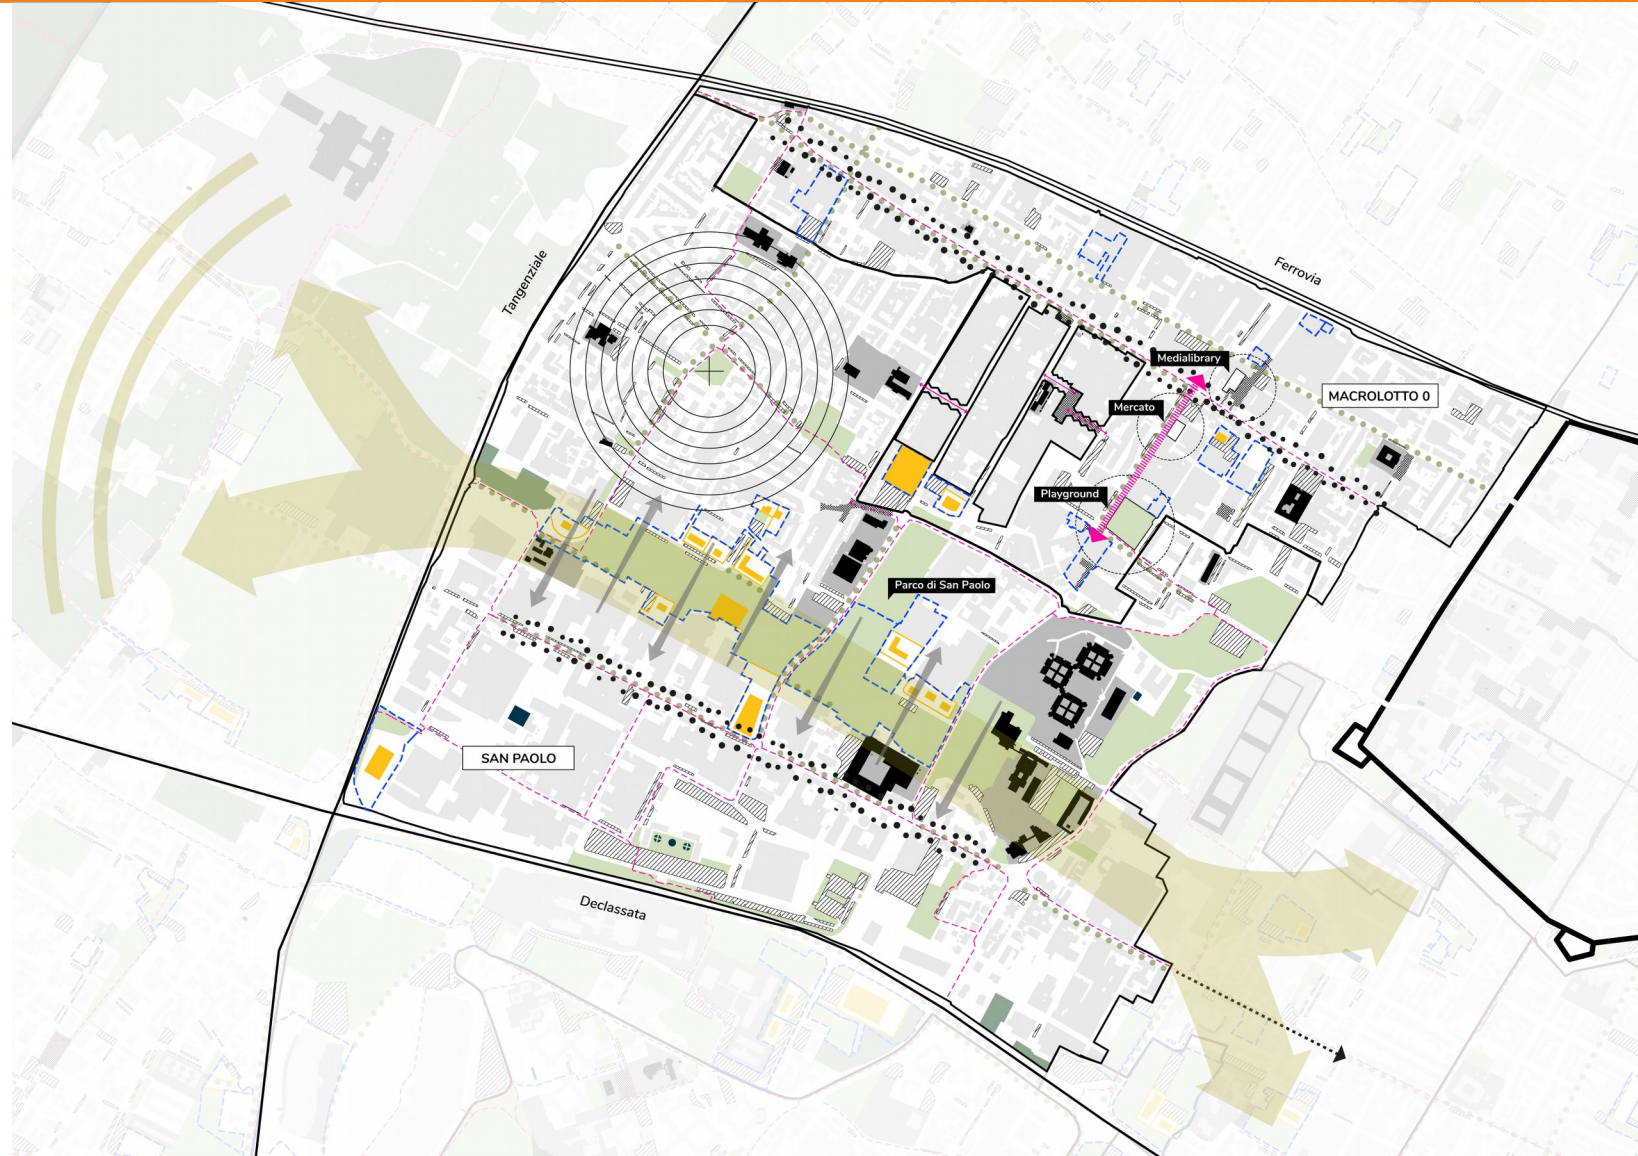 Tangenziale
Ferrovia
Medialibrary
MACROLOTTO 0
Mercato
Playground
Parco di San Paolo
SAN PAOLO
Declassata